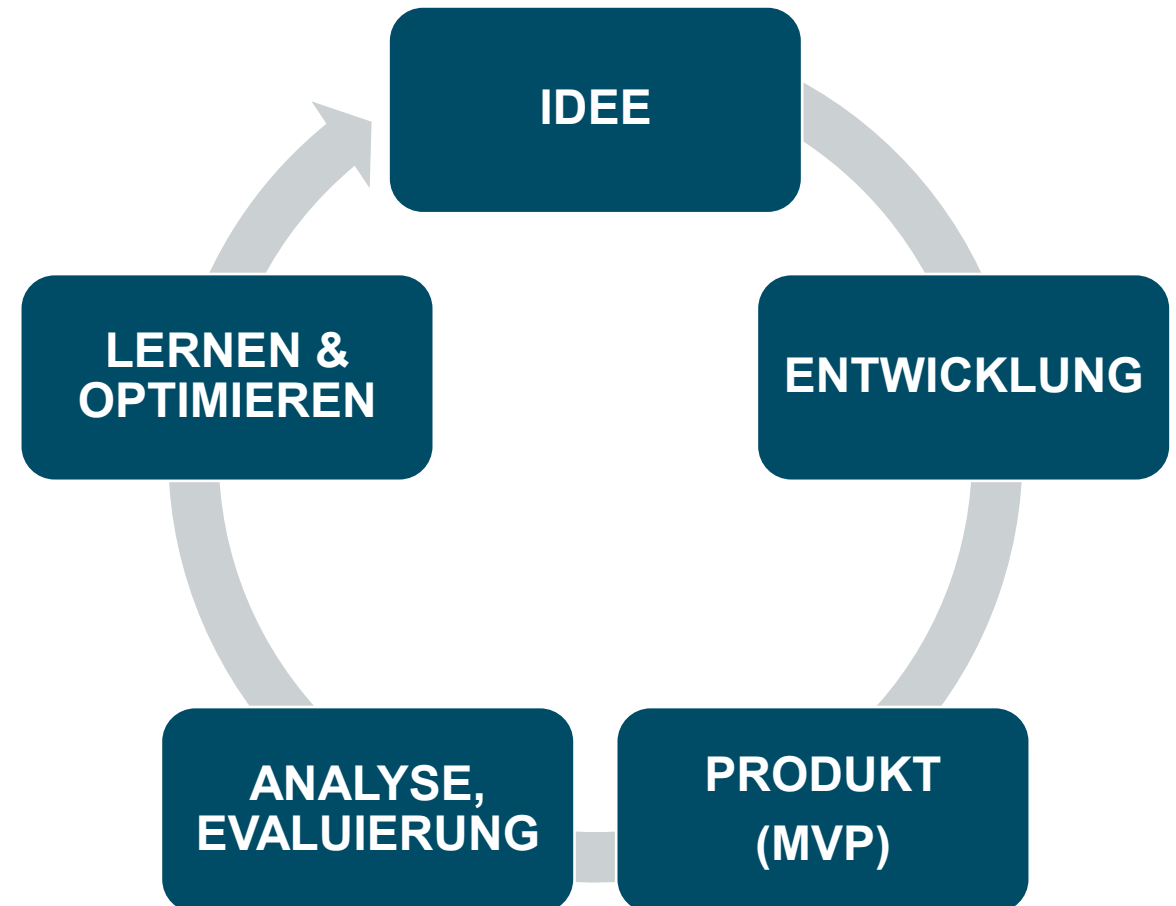 IDEE
ENTWICKLUNG
PRODUKT
(MVP)
ANALYSE,
EVALUIERUNG
LERNEN &
OPTIMIEREN